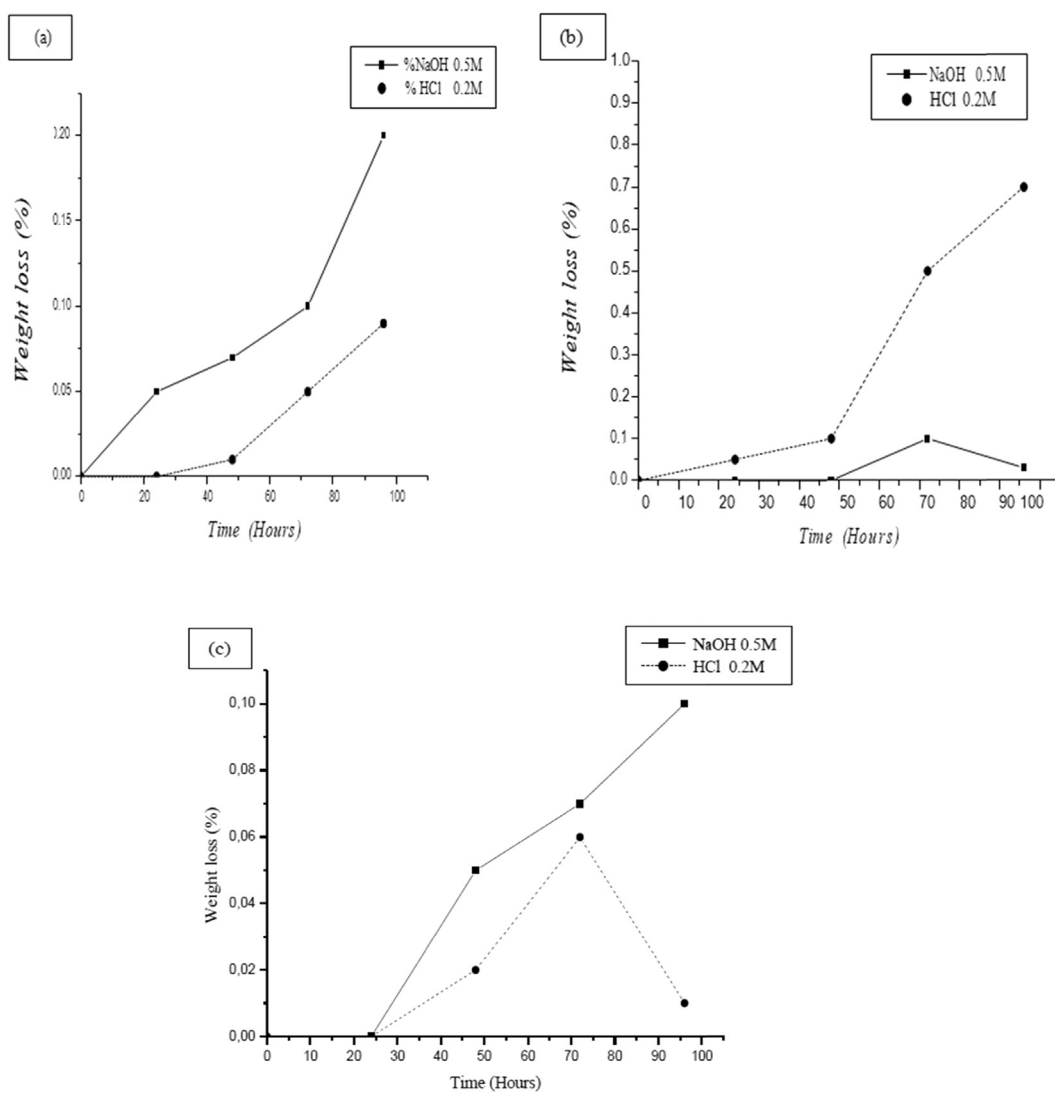 (a)
%NaOH 0.5M
% HCl 0.2M
Weight loss (%)
0.10
0.05
0.00
0 20 40 60 80 100
Time (Hours)
(b)
NaOH 0.5M
HCl 0.2M
Weight loss (%)
1.0
0.9
0.8
0.7
0.6
0.5
0.4
0.3
0.2
0.1
0.0
0 10 20 30 40 50 60 70 80 90 100
Time (Hours)
(c)
NaOH 0.5M
HCl 0.2M
Weight loss (%)
0,10
0,08
0,06
0,04
0,02
0,00
0 10 20 30 40 50 60 70 80 90 100
Time (Hours)